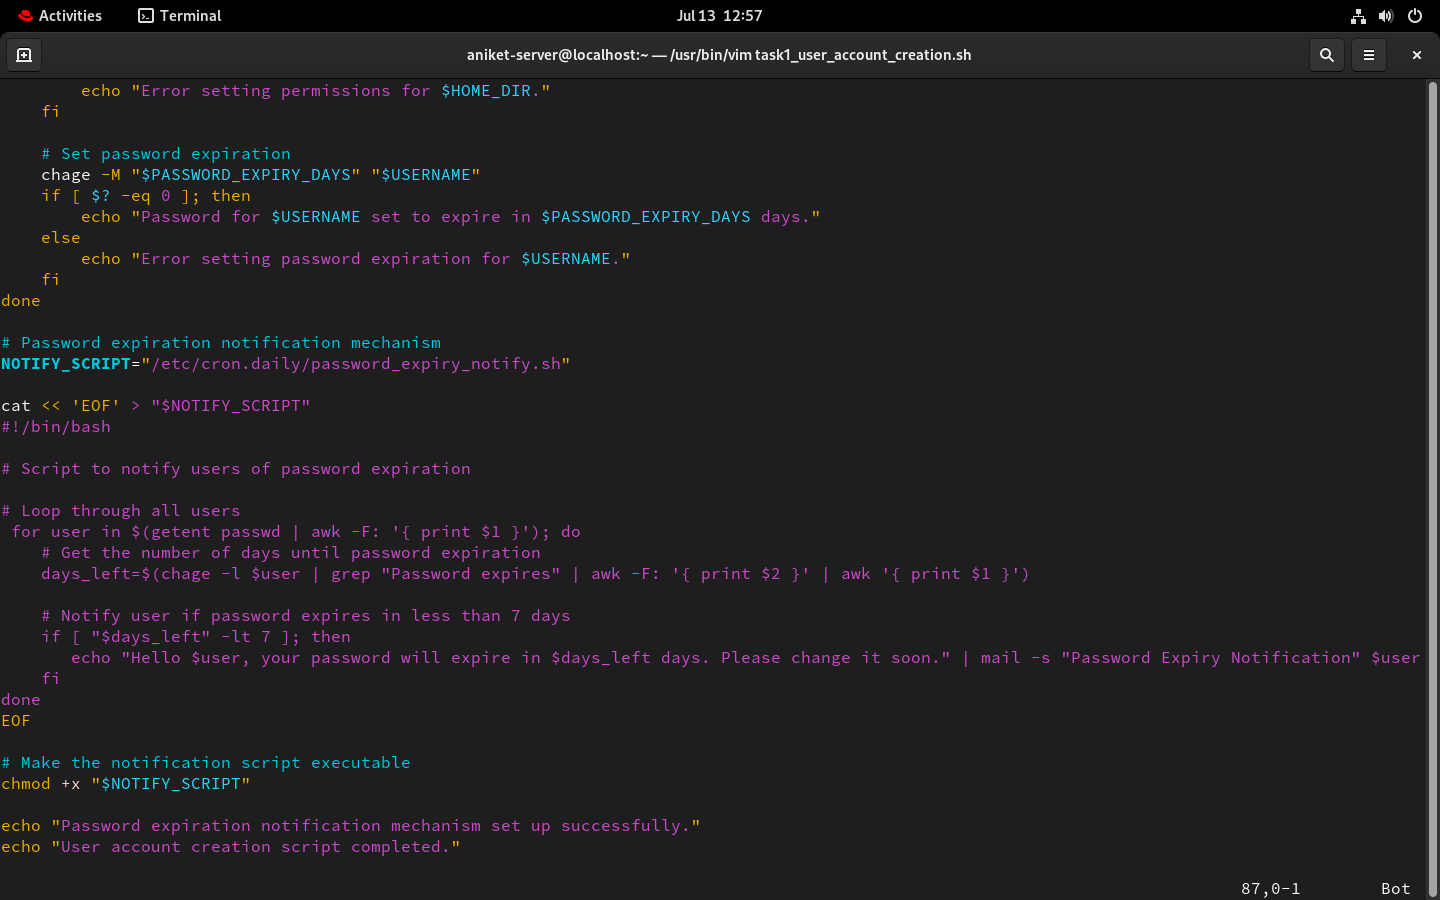 Activities Terminal Jul 13 12:57
aniket-server@localhost:~ — /usr/bin/vim task1_user_account_creation.sh
        echo "Error setting permissions for $HOME_DIR."
    fi

    # Set password expiration
    chage -M "$PASSWORD_EXPIRY_DAYS" "$USERNAME"
    if [ $? -eq 0 ]; then
        echo "Password for $USERNAME set to expire in $PASSWORD_EXPIRY_DAYS days."
    else
        echo "Error setting password expiration for $USERNAME."
    fi
done

# Password expiration notification mechanism
NOTIFY_SCRIPT="/etc/cron.daily/password_expiry_notify.sh"

cat << 'EOF' > "$NOTIFY_SCRIPT"
#!/bin/bash

# Script to notify users of password expiration

# Loop through all users
 for user in $(getent passwd | awk -F: '{ print $1 }'); do
    # Get the number of days until password expiration
    days_left=$(chage -l $user | grep "Password expires" | awk -F: '{ print $2 }' | awk '{ print $1 }')

    # Notify user if password expires in less than 7 days
    if [ "$days_left" -lt 7 ]; then
       echo "Hello $user, your password will expire in $days_left days. Please change it soon." | mail -s "Password Expiry Notification" $user
    fi
done
EOF

# Make the notification script executable
chmod +x "$NOTIFY_SCRIPT"

echo "Password expiration notification mechanism set up successfully."
echo "User account creation script completed."

87,0-1 Bot